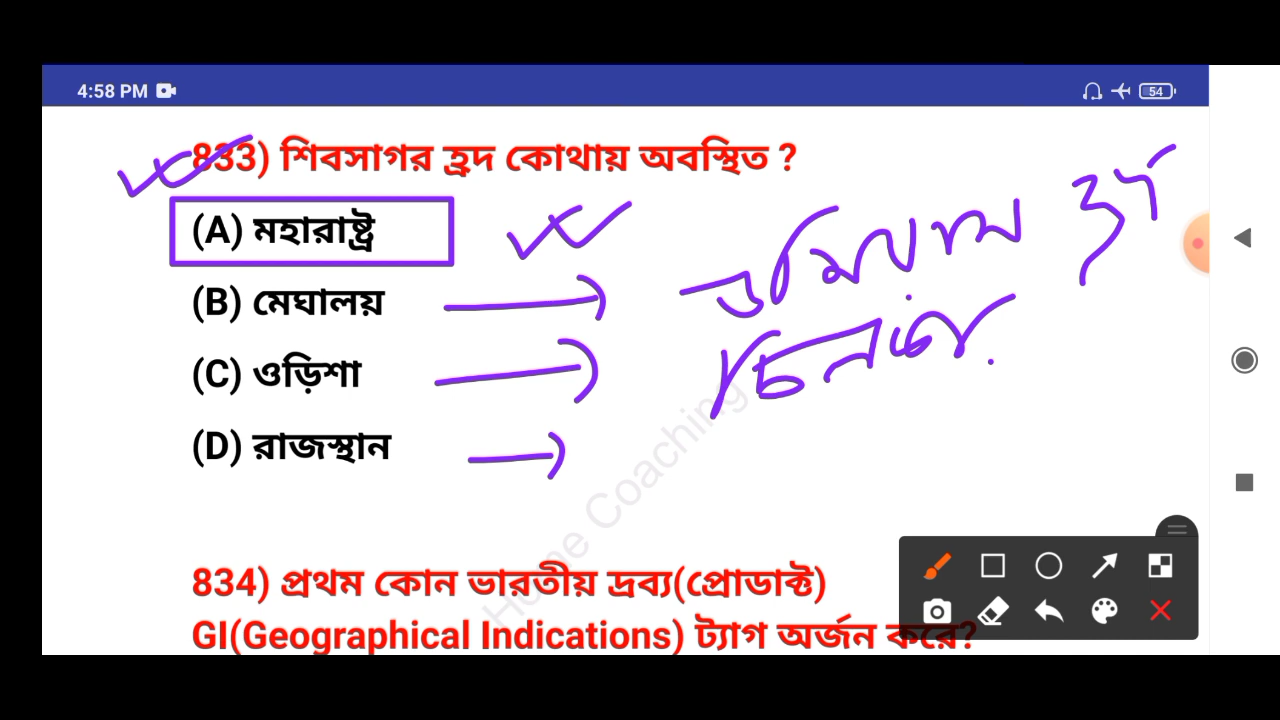 4:58 PM
54
833) শিবসাগর হ্রদ কোথায় অবস্থিত ?
(A) মহারাষ্ট্র
(B) মেঘালয়
(C) ওড়িশা
(D) রাজস্থান
Home Coaching
834) প্রথম কোন ভারতীয় দ্রব্য(প্রোডাক্ট)
GI(Geographical Indications) ট্যাগ অর্জন করে?